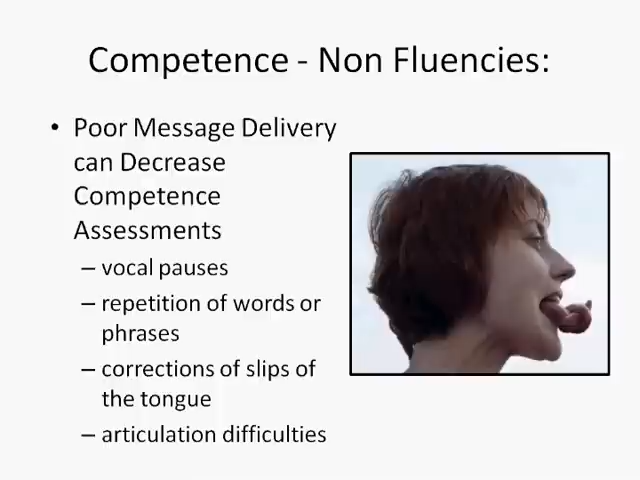 Competence - Non Fluencies:
• Poor Message Delivery
can Decrease
Competence
Assessments
– vocal pauses
– repetition of words or
phrases
– corrections of slips of
the tongue
– articulation difficulties